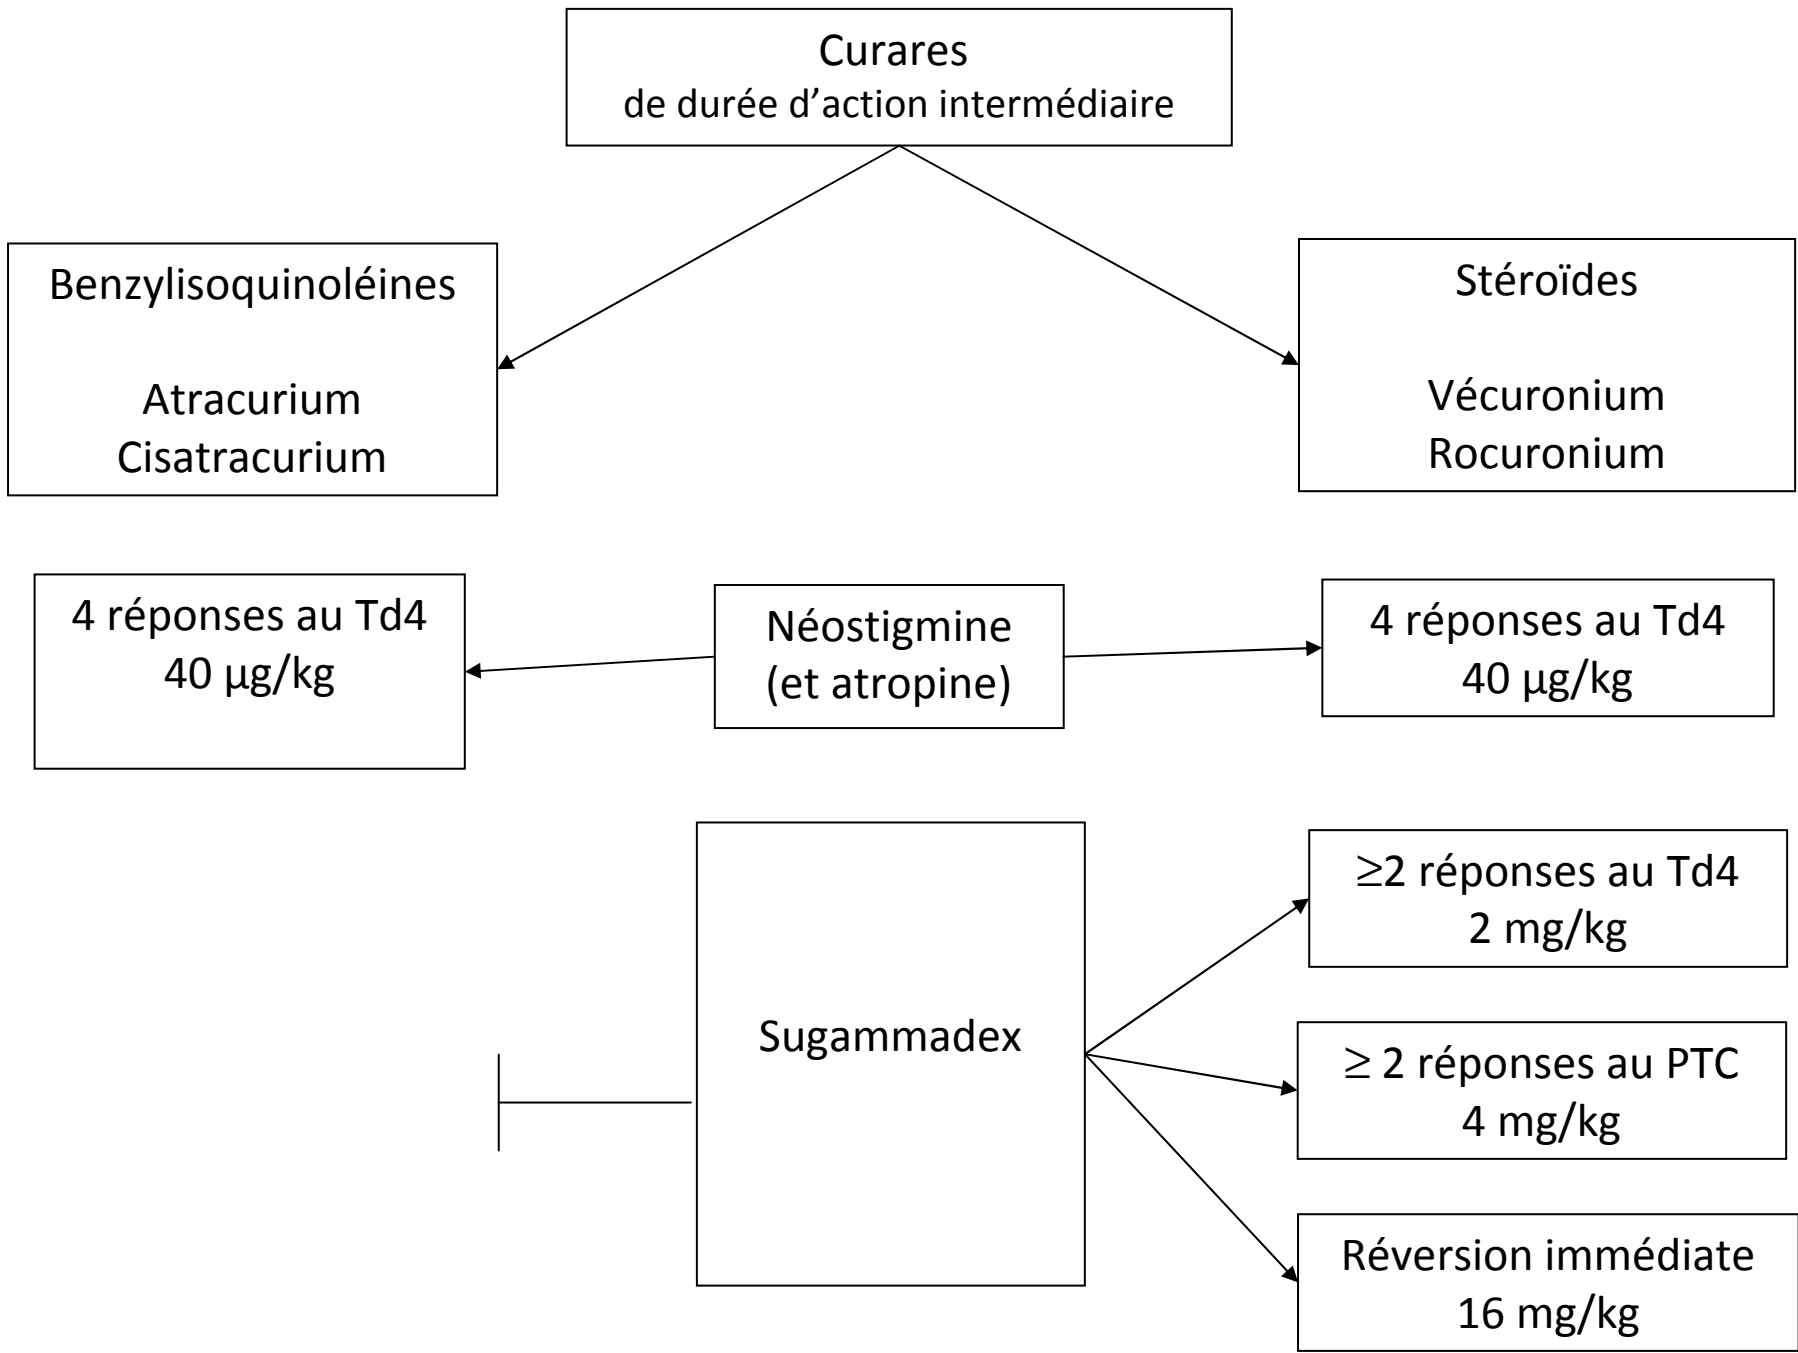 Curares
de durée d’action intermédiaire
Benzylisoquinoléines
Atracurium
Cisatracurium
Stéroïdes
Vécuronium
Rocuronium
4 réponses au Td4
40 µg/kg
Néostigmine
(et atropine)
4 réponses au Td4
40 µg/kg
Sugammadex
≥2 réponses au Td4
2 mg/kg
≥ 2 réponses au PTC
4 mg/kg
Réversion immédiate
16 mg/kg